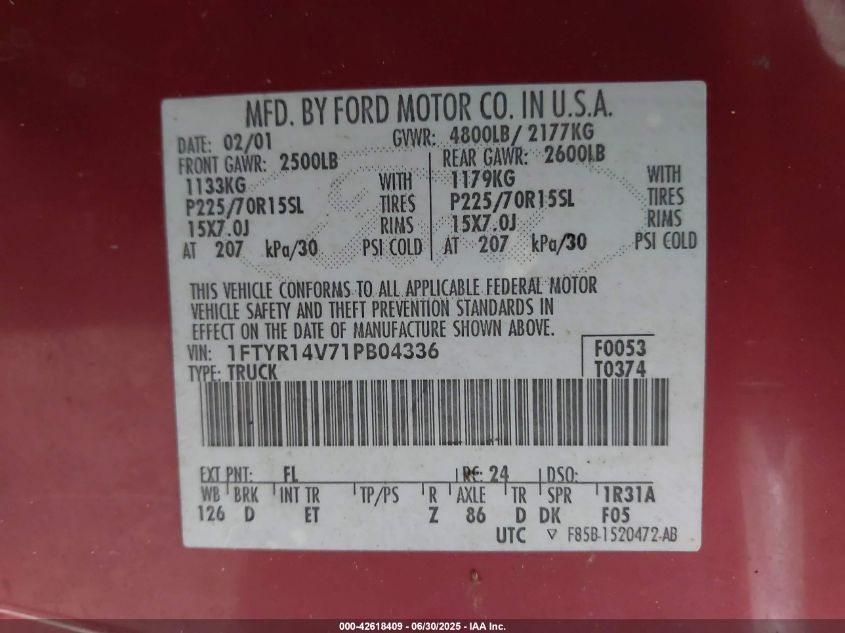 MFD. BY FORD MOTOR CO. IN U.S.A.
DATE: 02/01 GVWR: 4800LB/ 2177KG
FRONT GAWR: 2500LB REAR GAWR: 2600LB
1133KG WITH 1179KG WITH
P225/70R15SL TIRES P225/70R15SL TIRES
15X7.0J RIMS 15X7.0J RIMS
AT 207 kPa/30 PSI COLD AT 207 kPa/30 PSI COLD
THIS VEHICLE CONFORMS TO ALL APPLICABLE FEDERAL MOTOR
VEHICLE SAFETY AND THEFT PREVENTION STANDARDS IN
EFFECT ON THE DATE OF MANUFACTURE SHOWN ABOVE.
VIN: 1FTYR14V71PB04336 F0053
TYPE: TRUCK T0374
EXT PNT: FL RC: 24 DSO:
WB BRK INT TR TP/PS R AXLE TR SPR 1R31A
126 D ET Z 86 D DK F05
UTC ▽ F85B-1520472-AB
000-42618409 - 06/30/2025 - IAA Inc.